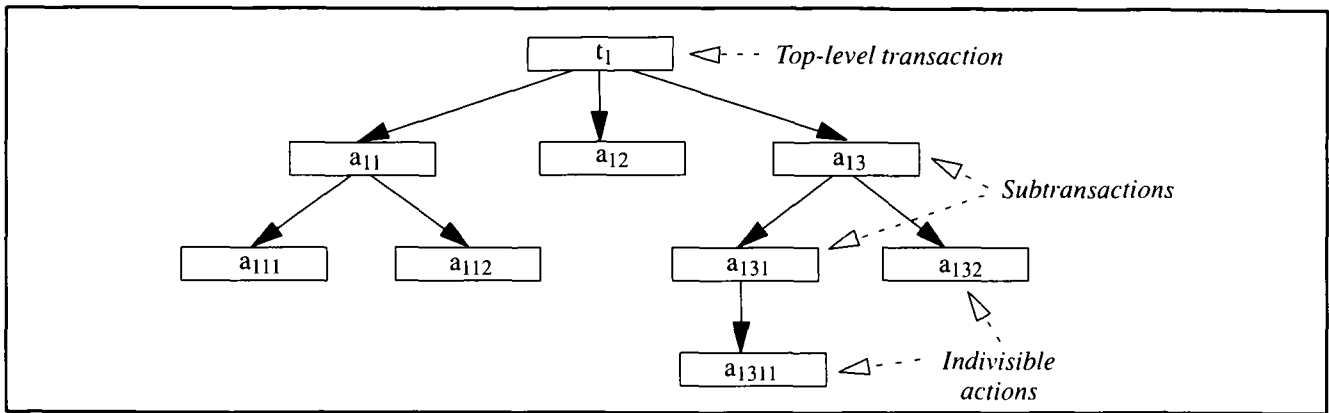 t1
Top-level transaction
a11
a12
a13
Subtransactions
a111
a112
a131
a132
a1311
Indivisible
actions